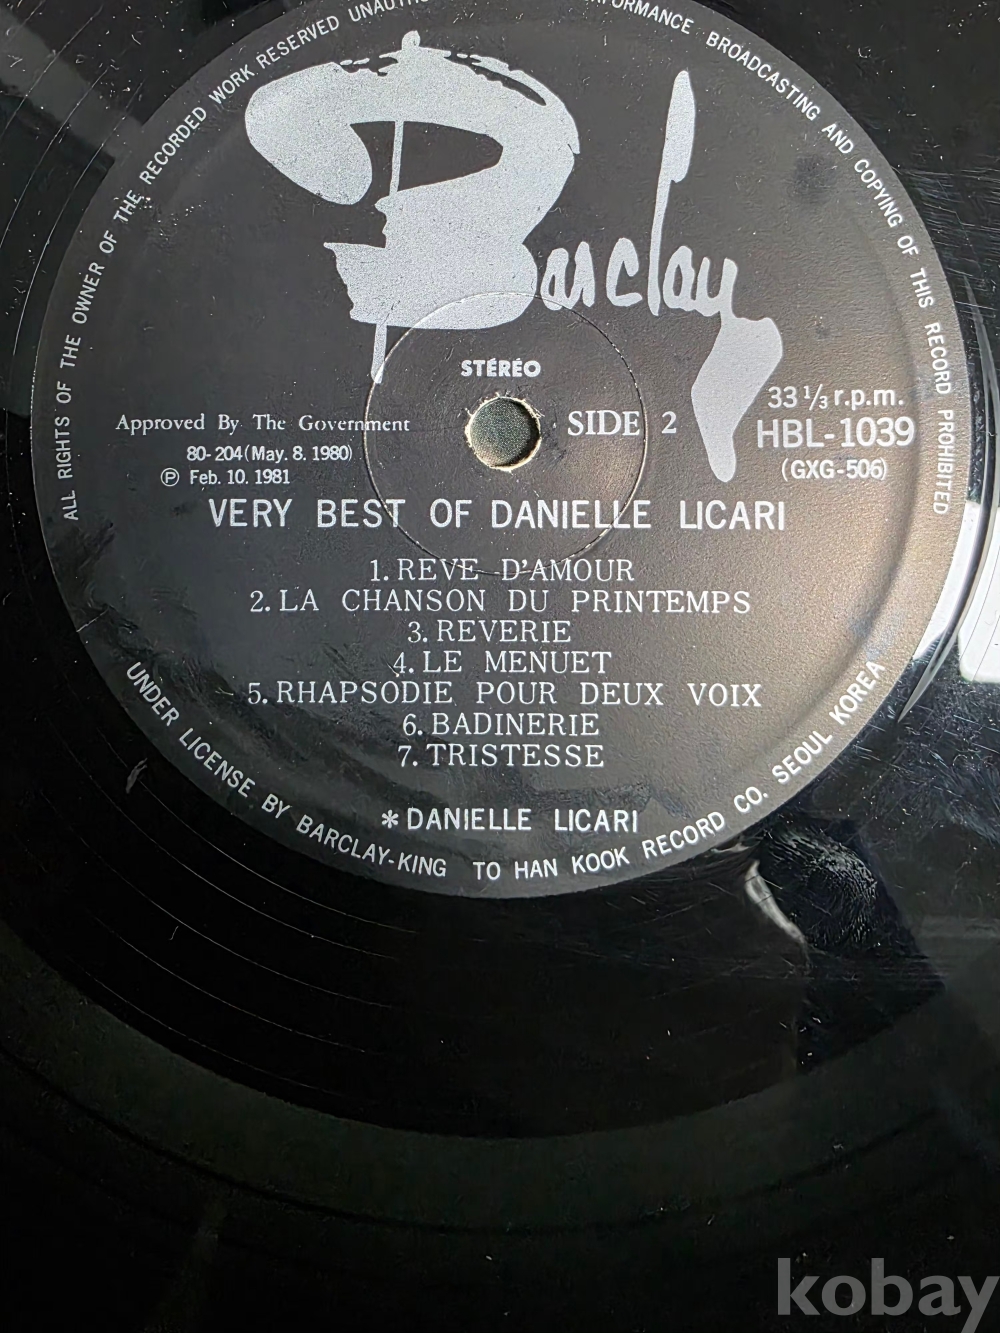 ALL RIGHTS OF THE OWNER OF THE RECORDED WORK RESERVED BROADCASTING AND COPYING OF THIS RECORD PROHIBITED
Barclay
STÉRÉO
Approved By The Government
80-204 (May. 8. 1980)
Ⓟ Feb. 10. 1981
SIDE 2
33 1/3 r.p.m.
HBL-1039
(GXG-506)
VERY BEST OF DANIELLE LICARI
1. REVE D'AMOUR
2. LA CHANSON DU PRINTEMPS
3. REVERIE
4. LE MENUET
5. RHAPSODIE POUR DEUX VOIX
6. BADINERIE
7. TRISTESSE
*DANIELLE LICARI
UNDER LICENSE BY BARCLAY-KING TO HAN KOOK RECORD CO. SEOUL KOREA
kobay